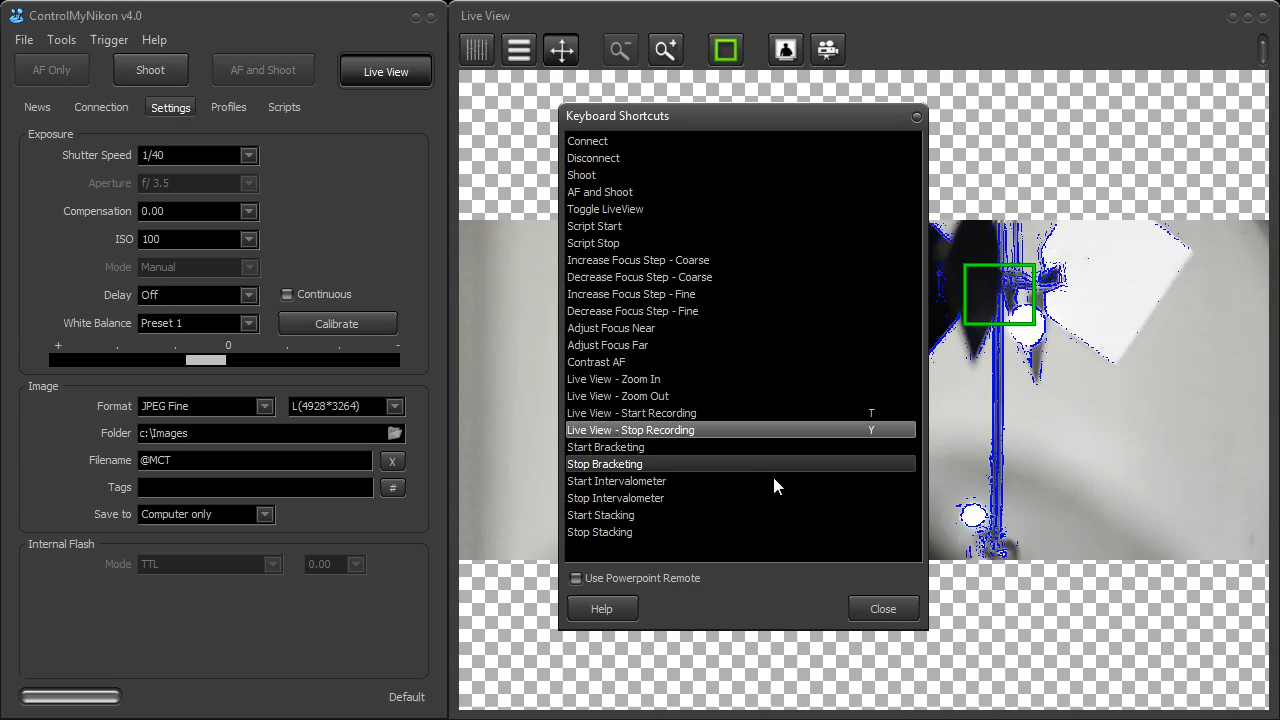 ControlMyNikon v4.0
File Tools Trigger Help
AF Only Shoot AF and Shoot Live View
News Connection Settings Profiles Scripts
Exposure
Shutter Speed 1/40
Aperture f/ 3.5
Compensation 0.00
ISO 100
Mode Manual
Delay Off Continuous
White Balance Preset 1 Calibrate
+ . . 0 . . -
Image
Format JPEG Fine L(4928*3264)
Folder c:\Images
Filename @MCT X
Tags #
Save to Computer only
Internal Flash
Mode TTL 0.00
Default
Live View
Keyboard Shortcuts
Connect
Disconnect
Shoot
AF and Shoot
Toggle LiveView
Script Start
Script Stop
Increase Focus Step - Coarse
Decrease Focus Step - Coarse
Increase Focus Step - Fine
Decrease Focus Step - Fine
Adjust Focus Near
Adjust Focus Far
Contrast AF
Live View - Zoom In
Live View - Zoom Out
Live View - Start Recording T
Live View - Stop Recording Y
Start Bracketing
Stop Bracketing
Start Intervalometer
Stop Intervalometer
Start Stacking
Stop Stacking
Use Powerpoint Remote
Help Close